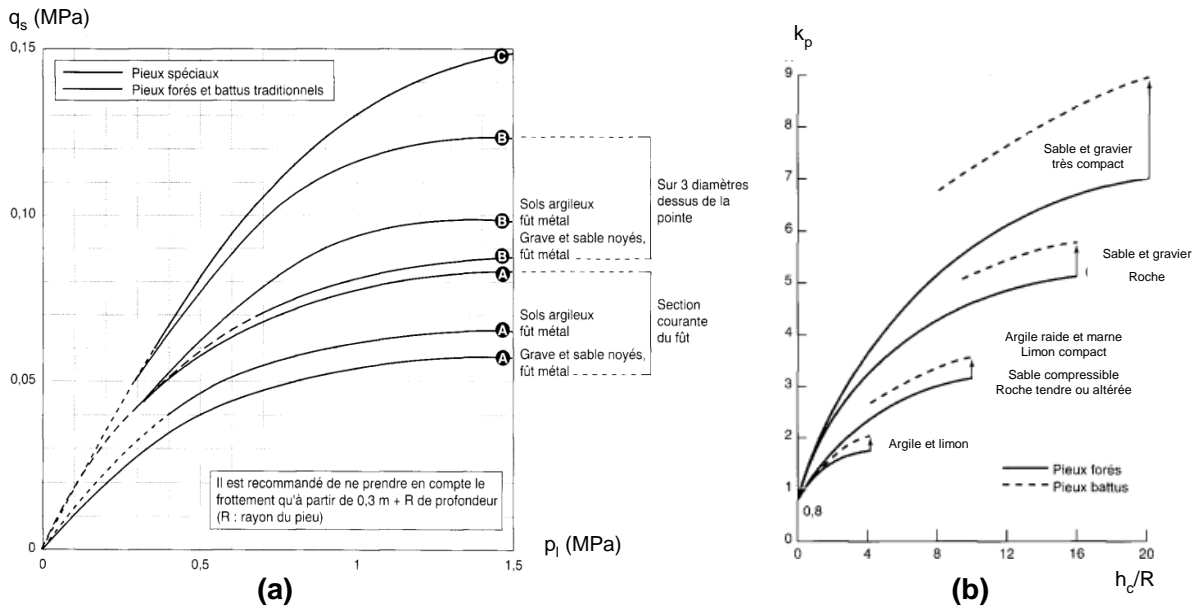 q_s (MPa)
0,15
0,10
0,05
0
Pieux spéciaux
Pieux forés et battus traditionnels
C
B
B
B
A
A
A
Sols argileux
fût métal
Grave et sable noyés,
fût métal
Sols argileux
fût métal
Grave et sable noyés,
fût métal
Sur 3 diamètres
dessus de la
pointe
Section
courante
du fût
Il est recommandé de ne prendre en compte le
frottement qu'à partir de 0,3 m + R de profondeur
(R : rayon du pieu)
0
0,5
1
1.5
p_l (MPa)
(a)
k_p
9
8
7
6
5
4
3
2
1
0
0,8
Sable et gravier
très compact
Sable et gravier
Roche
Argile raide et marne
Limon compact
Sable compressible
Roche tendre ou altérée
Argile et limon
Pieux forés
Pieux battus
0
4
8
12
16
20
h_c/R
(b)